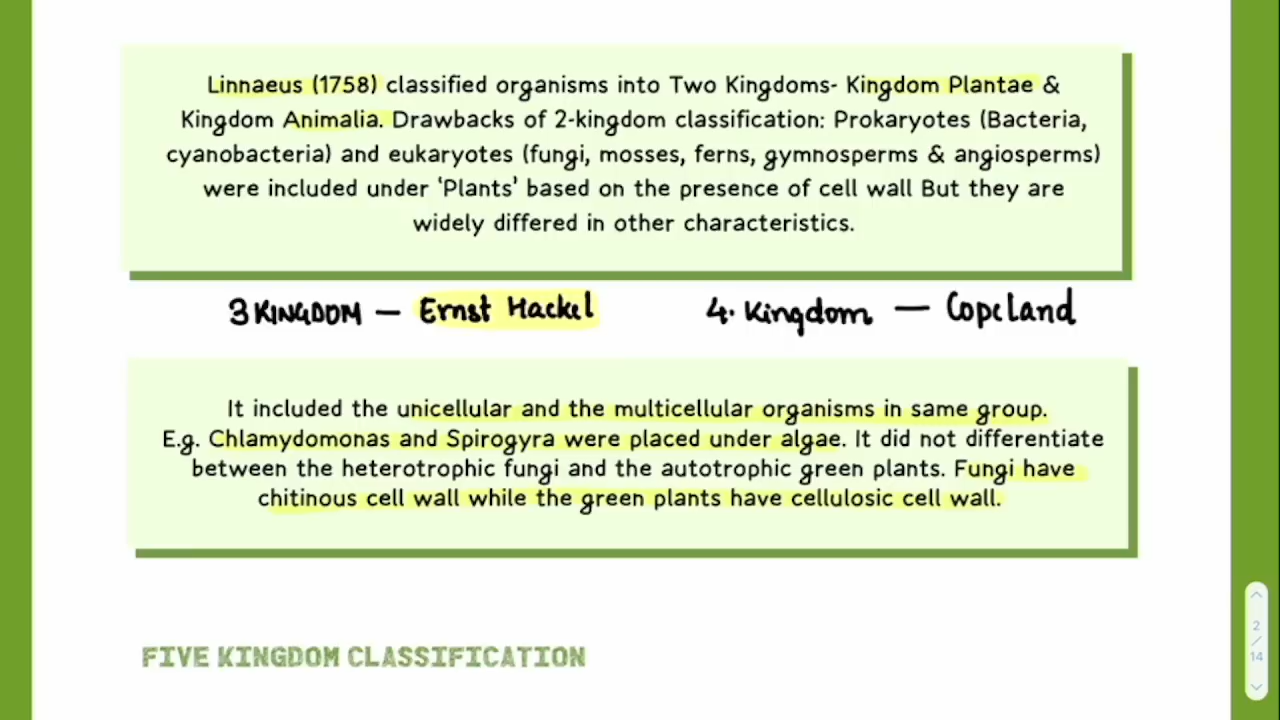 Linnaeus (1758) classified organisms into Two Kingdoms- Kingdom Plantae &
Kingdom Animalia. Drawbacks of 2-kingdom classification: Prokaryotes (Bacteria,
cyanobacteria) and eukaryotes (fungi, mosses, ferns, gymnosperms & angiosperms)
were included under 'Plants' based on the presence of cell wall But they are
widely differed in other characteristics.
3 KINGDOM — Ernst Hackel
4. Kingdom — Copeland
It included the unicellular and the multicellular organisms in same group.
E.g. Chlamydomonas and Spirogyra were placed under algae. It did not differentiate
between the heterotrophic fungi and the autotrophic green plants. Fungi have
chitinous cell wall while the green plants have cellulosic cell wall.
FIVE KINGDOM CLASSIFICATION
2
/
14